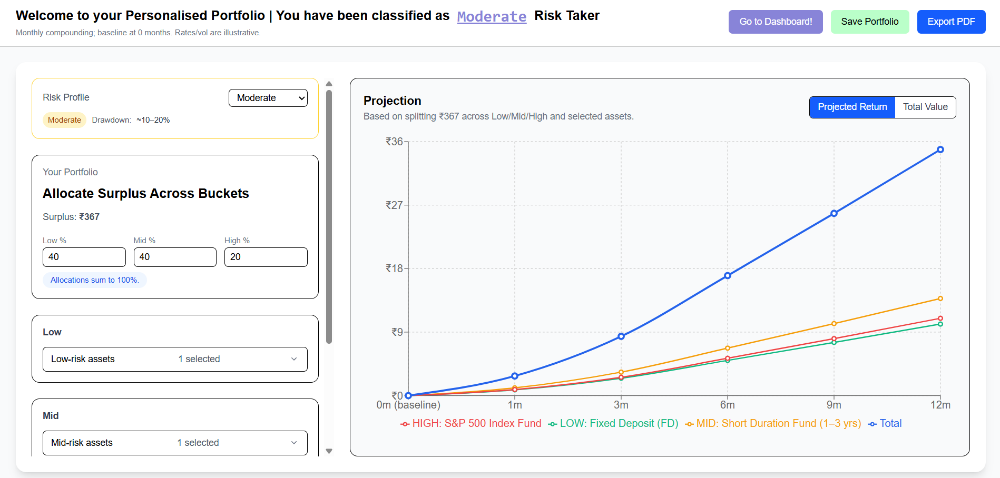 Welcome to your Personalised Portfolio | You have been classified as Moderate Risk Taker
Monthly compounding; baseline at 0 months. Rates/vol are illustrative.
Go to Dashboard!
Save Portfolio
Export PDF
Risk Profile
Moderate
Moderate Drawdown: ≈10–20%
Your Portfolio
Allocate Surplus Across Buckets
Surplus: ₹367
Low % Mid % High %
40 40 20
Allocations sum to 100%.
Low
Low-risk assets 1 selected
Mid
Mid-risk assets 1 selected
Projection
Based on splitting ₹367 across Low/Mid/High and selected assets.
Projected Return Total Value
₹36
₹27
₹18
₹9
₹0
0m (baseline) 1m 3m 6m 9m 12m
HIGH: S&P 500 Index Fund LOW: Fixed Deposit (FD) MID: Short Duration Fund (1–3 yrs) Total